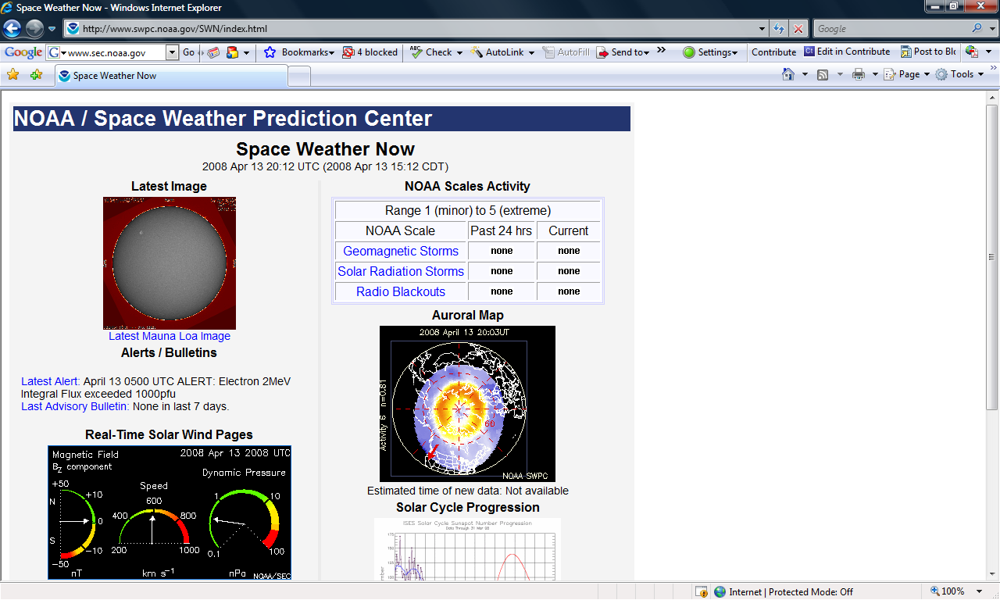 Space Weather Now - Windows Internet Explorer
http://www.swpc.noaa.gov/SWN/index.html
Google
Google G www.sec.noaa.gov Go Bookmarks 4 blocked ABC Check AutoLink AutoFill Send to » Settings Contribute Ct Edit in Contribute Post to Blo
Space Weather Now
Page Tools »
NOAA / Space Weather Prediction Center
Space Weather Now
2008 Apr 13 20:12 UTC (2008 Apr 13 15:12 CDT)
Latest Image
Latest Mauna Loa Image
Alerts / Bulletins
Latest Alert: April 13 0500 UTC ALERT: Electron 2MeV
Integral Flux exceeded 1000pfu
Last Advisory Bulletin: None in last 7 days.
Real-Time Solar Wind Pages
Magnetic Field 2008 Apr 13 2008 UTC
Bz component
Dynamic Pressure
+50
Speed
+10
600
1
10
N
400
800
0
S
200
1000
-10
0.1
100
-50
nT
km s-1
nPa
NOAA/SEC
NOAA Scales Activity
Range 1 (minor) to 5 (extreme)
NOAA Scale Past 24 hrs Current
Geomagnetic Storms none none
Solar Radiation Storms none none
Radio Blackouts none none
Auroral Map
2008 April 13 20:03UT
Activity 6 n=0.81
60
NOAA SWPC
Estimated time of new data: Not available
Solar Cycle Progression
ISES Solar Cycle Sunspot Number Progression
Data Through 31 Mar 08
175
150
125
100
Internet | Protected Mode: Off
100%